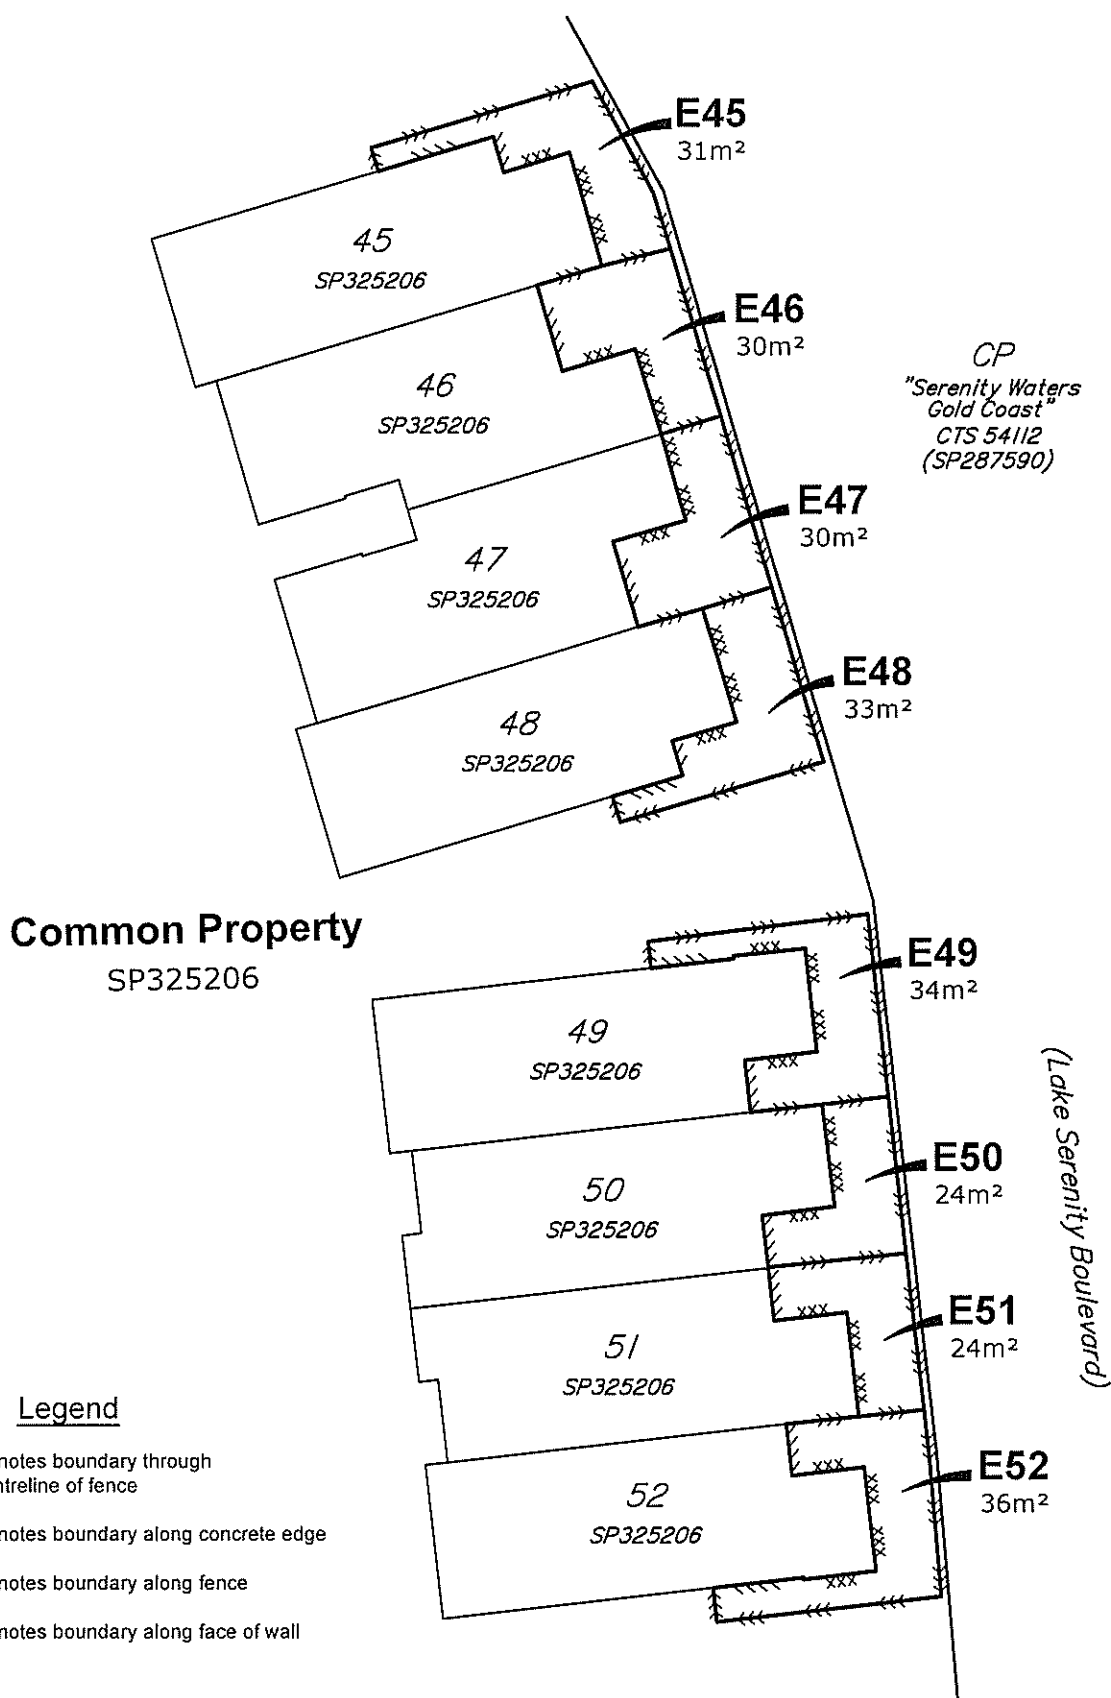 E45
31m²
45
SP325206
E46
30m²
CP
"Serenity Waters
Gold Coast"
CTS 54112
(SP287590)
46
SP325206
E47
30m²
47
SP325206
E48
33m²
48
SP325206
Common Property
SP325206
E49
34m²
49
SP325206
(Lake Serenity Boulevard)
E50
24m²
50
SP325206
E51
24m²
51
SP325206
Legend
notes boundary through
ntreline of fence
E52
36m²
52
SP325206
notes boundary along concrete edge
notes boundary along fence
notes boundary along face of wall